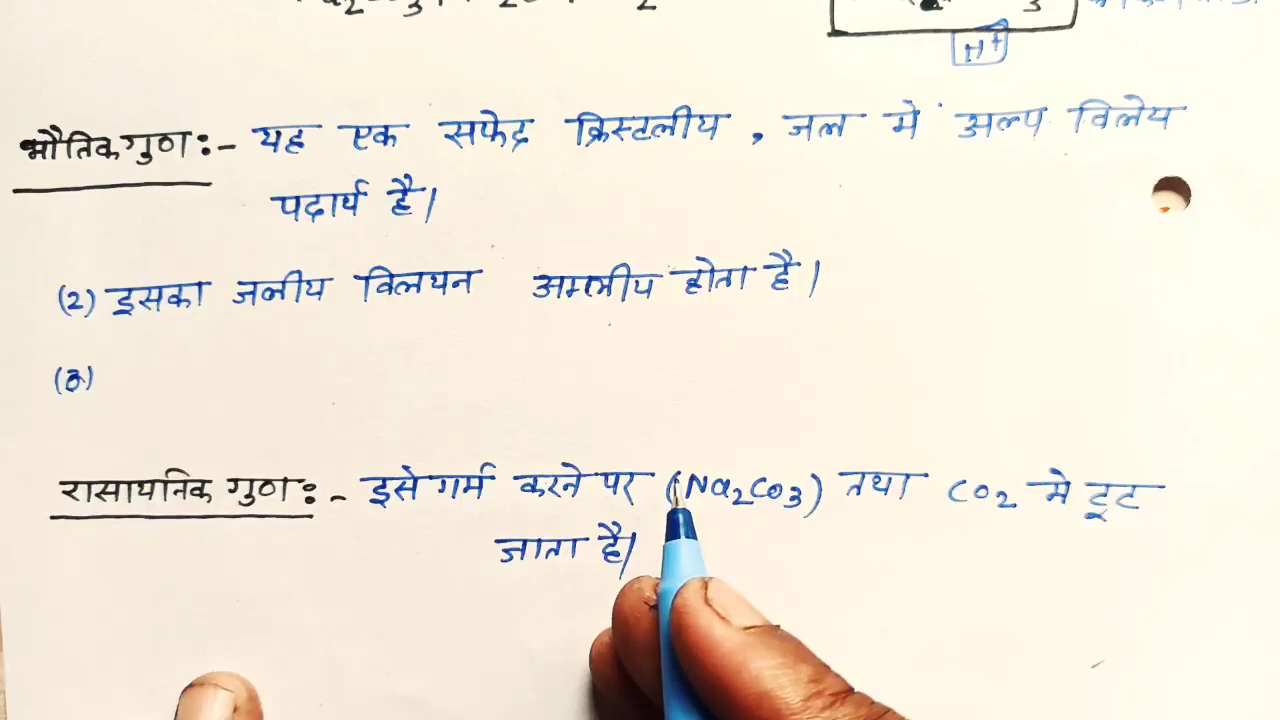 H+
भौतिक गुण :- यह एक सफेद क्रिस्टलीय , जल में अल्प विलेय
पदार्थ है।
(2) इसका जलीय विलयन अम्लीय होता है।
(3)
रासायनिक गुण :- इसे गर्म करने पर (Na2CO3) तथा CO2 मे टूट
जाता है।